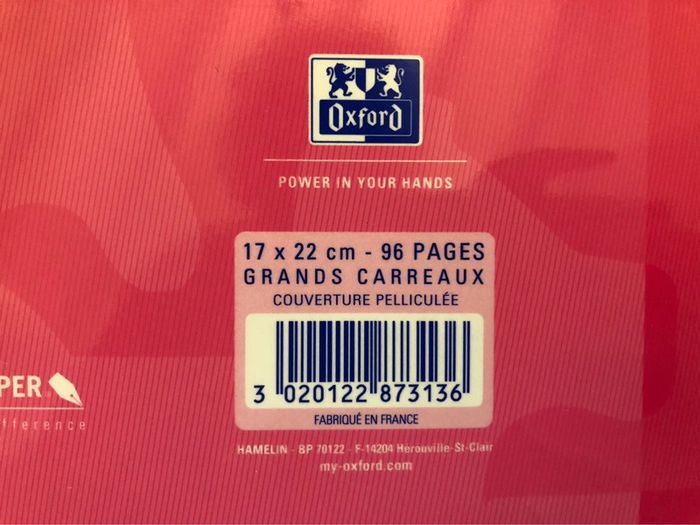 Oxford
POWER IN YOUR HANDS
17 x 22 cm - 96 PAGES
GRANDS CARREAUX
COUVERTURE PELLICULÉE
3 020122 873136
FABRIQUÉ EN FRANCE
HAMELIN - BP 70122 - F-14204 Herouville-St-Clair
my-oxford.com
PER
fference